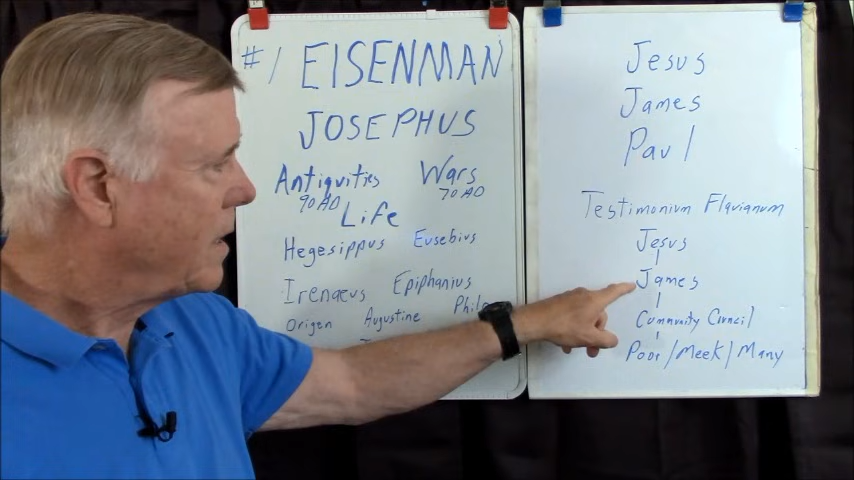 #1 EISENMAN
JOSEPHUS
Antiquities Wars
90 AD 70 AD
Life
Hegesippus Eusebius
Irenaeus Epiphanius
Origen Augustine
Jesus
James
Paul
Testimonium Flavianum
Jesus
James
Community Council
Poor/Meek/Many